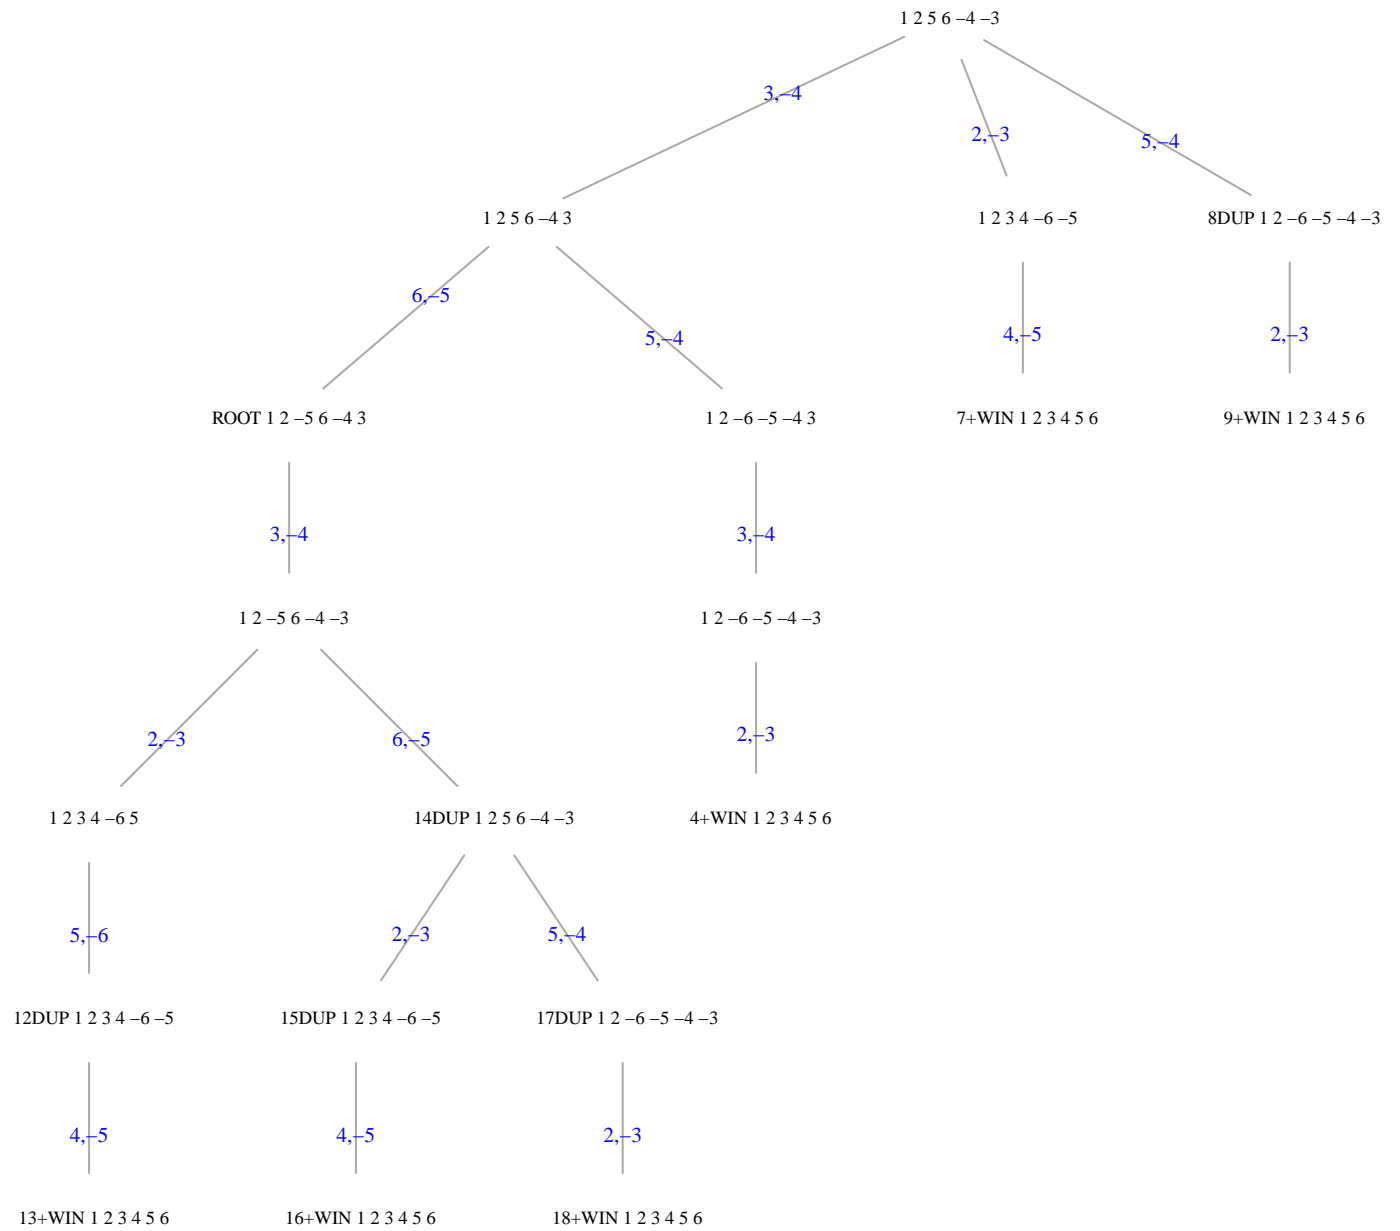 1 2 5 6 –4 –3
3,–4
2,–3
5,–4
1 2 5 6 –4 3
1 2 3 4 –6 –5
8DUP 1 2 –6 –5 –4 –3
6,–5
5,–4
4,–5
2,–3
ROOT 1 2 –5 6 –4 3
1 2 –6 –5 –4 3
7+WIN 1 2 3 4 5 6
9+WIN 1 2 3 4 5 6
3,–4
3,–4
1 2 –5 6 –4 –3
1 2 –6 –5 –4 –3
2,–3
6,–5
2,–3
1 2 3 4 –6 5
14DUP 1 2 5 6 –4 –3
4+WIN 1 2 3 4 5 6
5,–6
2,–3
5,–4
12DUP 1 2 3 4 –6 –5
15DUP 1 2 3 4 –6 –5
17DUP 1 2 –6 –5 –4 –3
4,–5
4,–5
2,–3
13+WIN 1 2 3 4 5 6
16+WIN 1 2 3 4 5 6
18+WIN 1 2 3 4 5 6